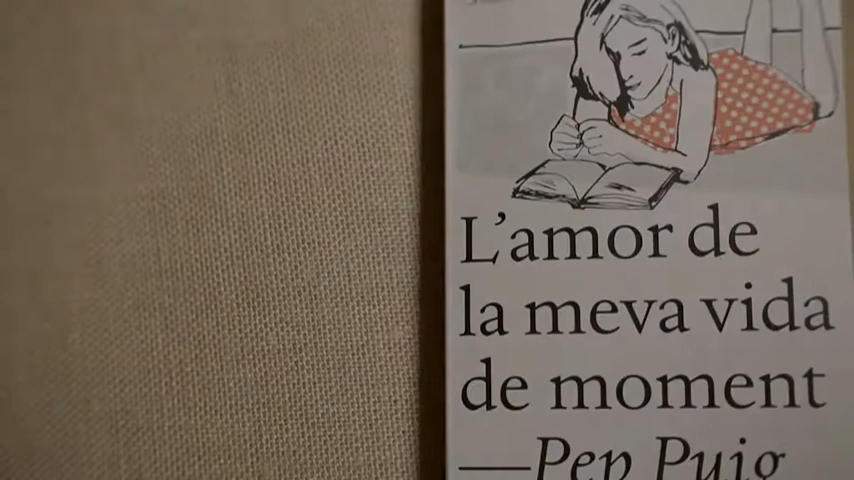 L'amor de
la meva vida
de moment
—Pep Puig